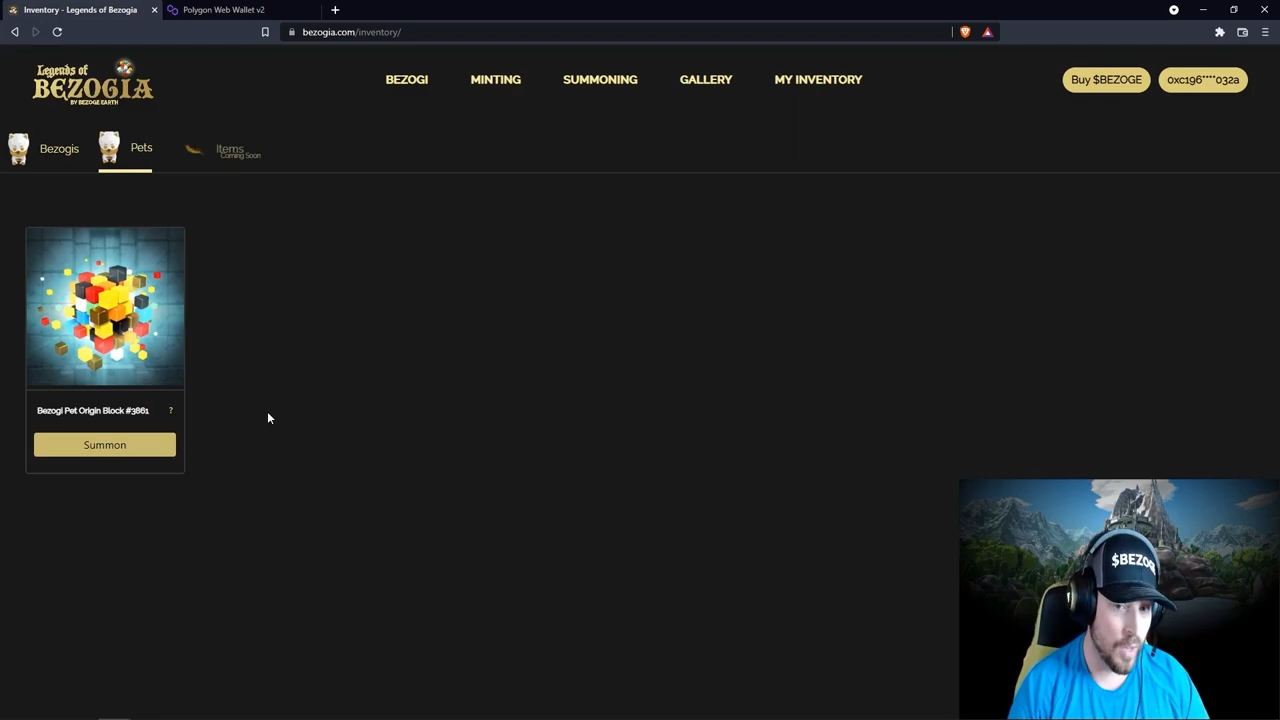 Inventory - Legends of Bezogia
Polygon Web Wallet v2
bezogia.com/inventory/
Legends of
BEZOGIA
BY BEZOGE EARTH
BEZOGI
MINTING
SUMMONING
GALLERY
MY INVENTORY
Buy $BEZOGE
0xc196****032a
Bezogis
Pets
Items
Coming Soon
Bezogi Pet Origin Block #3861
?
Summon
$BEZOGE